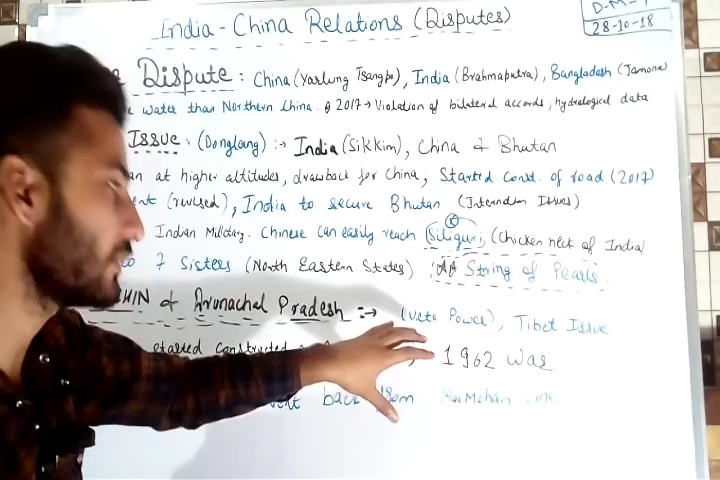 India - China Relations (Disputes)
D-M-
28-10-18
Dispute : China (Yarlung Tsangpo), India (Brahmaputra), Bangladesh (Jamona)
water than Northern China. 2017 → Violation of bilateral accords, hydrological data
Issue : (Donglang) :→ India (Sikkim), China & Bhutan
at higher altitudes, drawback for China, Started Const. of road (2017)
(revised), India to secure Bhutan (Internal Issues)
Indian Military. Chinese can easily reach (Siliguri) (Chicken neck of India)
7 Sisters (North Eastern States) String of Pearls.
& Arunachal Pradesh :→ (Veto Power), Tibet Issue
started constructed 1962 War
back from MacMohan